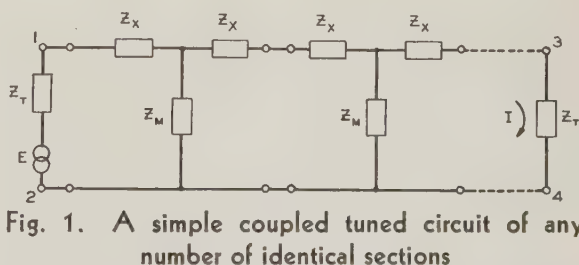 1
Z_X
Z_X
Z_X
Z_X
3
Z_T
Z_M
Z_M
I
Z_T
E
2
4
Fig. 1. A simple coupled tuned circuit of any
number of identical sections